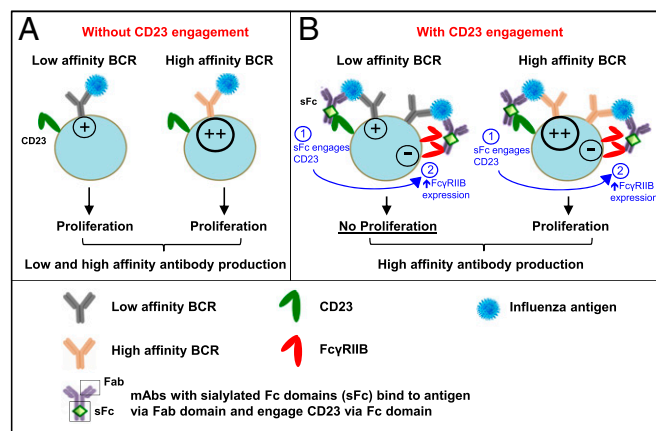 A
Without CD23 engagement
Low affinity BCR
High affinity BCR
+
++
CD23
Proliferation
Proliferation
Low and high affinity antibody production
B
With CD23 engagement
Low affinity BCR
High affinity BCR
sFc
+
-
1
sFc engages
CD23
2
↑FcγRIIB
expression
++
-
1
sFc engages
CD23
2
↑FcγRIIB
expression
No Proliferation
Proliferation
High affinity antibody production
Low affinity BCR
CD23
Influenza antigen
High affinity BCR
FcγRIIB
Fab
sFc
mAbs with sialylated Fc domains (sFc) bind to antigen
via Fab domain and engage CD23 via Fc domain